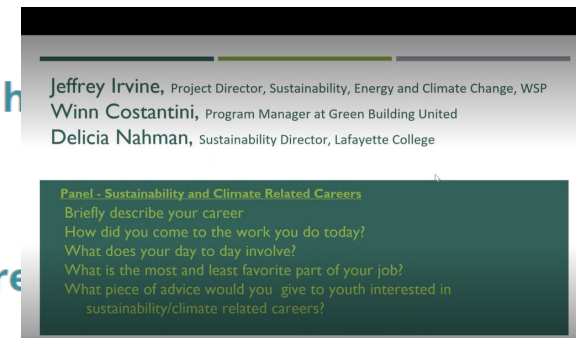 h
Jeffrey Irvine, Project Director, Sustainability, Energy and Climate Change, WSP
Winn Costantini, Program Manager at Green Building United
Delicia Nahman, Sustainability Director, Lafayette College
Panel - Sustainability and Climate Related Careers
Briefly describe your career
How did you come to the work you do today?
What does your day to day involve?
What is the most and least favorite part of your job?
re
What piece of advice would you give to youth interested in
sustainability/climate related careers?